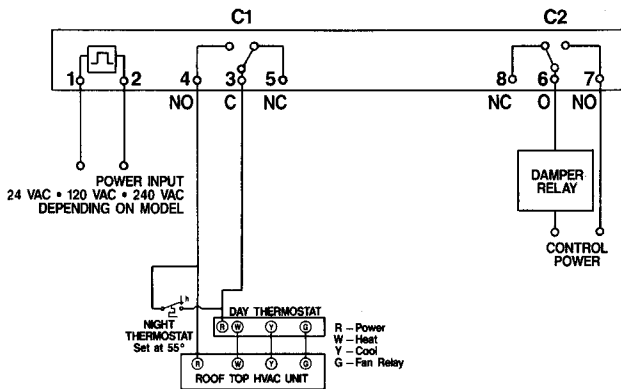 C1 C2
1 2 4 3 5 8 6 7
NO C NC NC O NO
POWER INPUT
24 VAC • 120 VAC • 240 VAC
DEPENDING ON MODEL
DAMPER
RELAY
CONTROL
POWER
h
NIGHT
THERMOSTAT
Set at 55°
DAY THERMOSTAT
R W Y G
R – Power
W – Heat
Y – Cool
G – Fan Relay
R W Y G
ROOF TOP HVAC UNIT